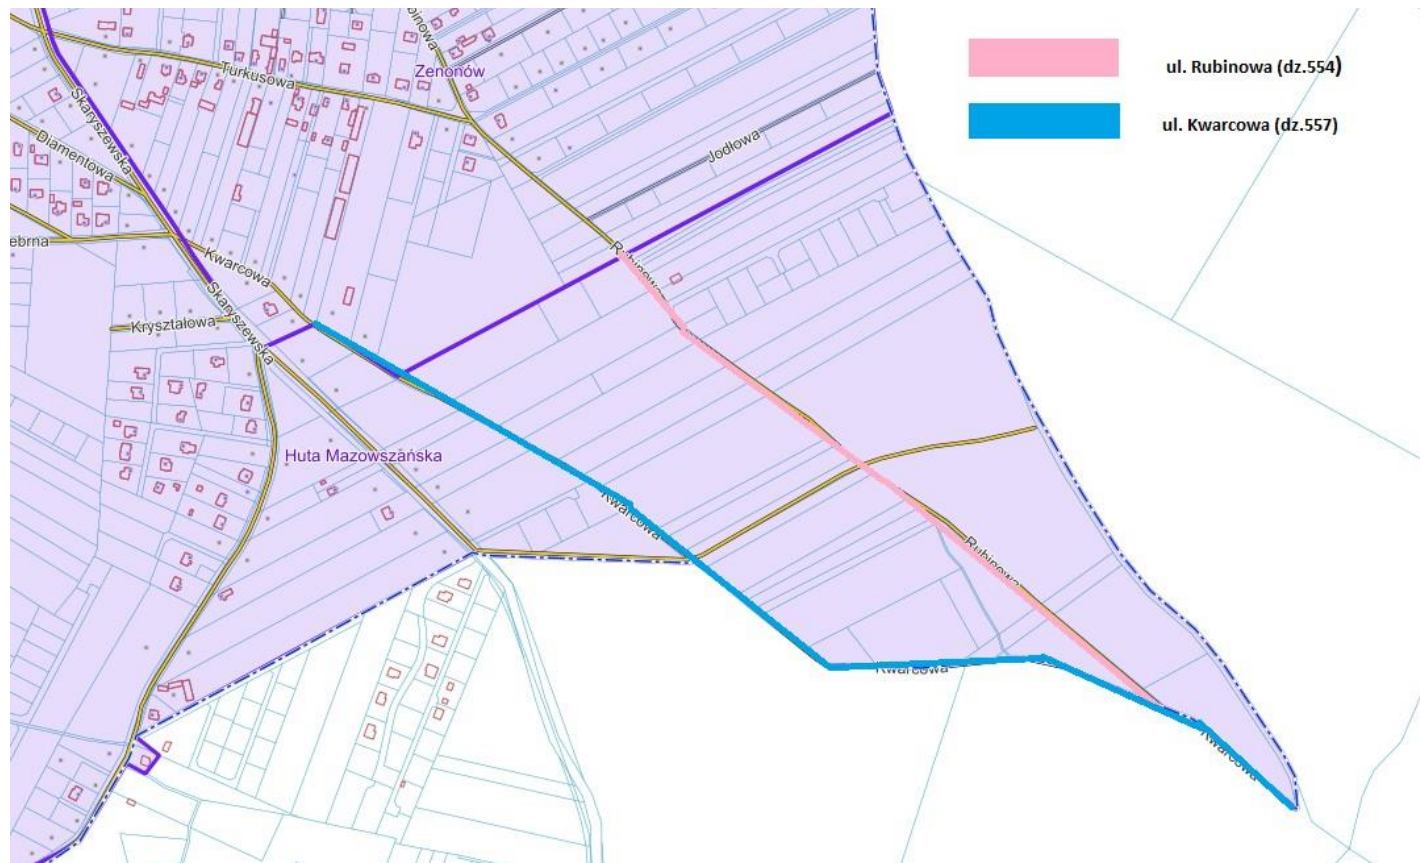 ul. Rubinowa (dz.554)
ul. Kwarcowa (dz.557)
binowa
Zenonów
Turkusowa
Skaryszewska
Diamentowa
Jodłowa
ebrna
Kwarcowa
Rubinowa
Skaryszewska
Kryształowa
Huta Mazowszańska
Kwarcowa
Rubinowa
Kwarcowa
Kwarcowa